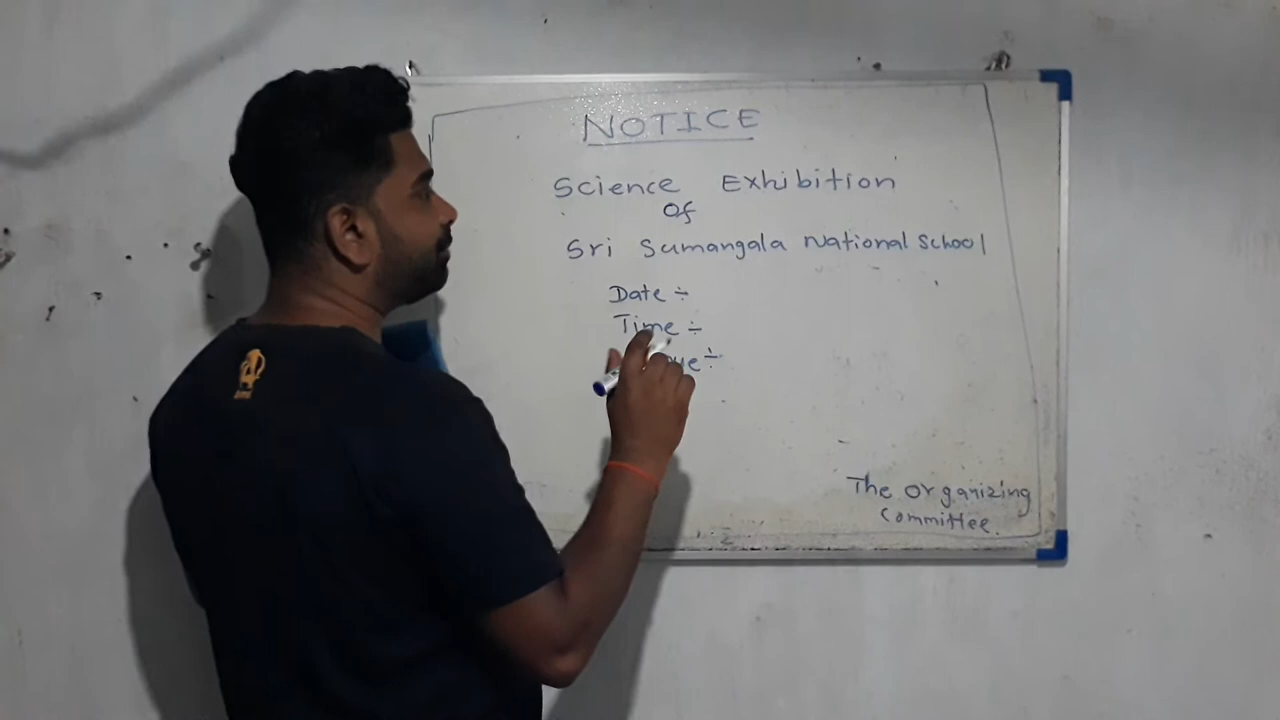 NOTICE
Science Exhibition
Of
Sri Sumangala National School
Date ÷
Time ÷
The Organizing
Committee.